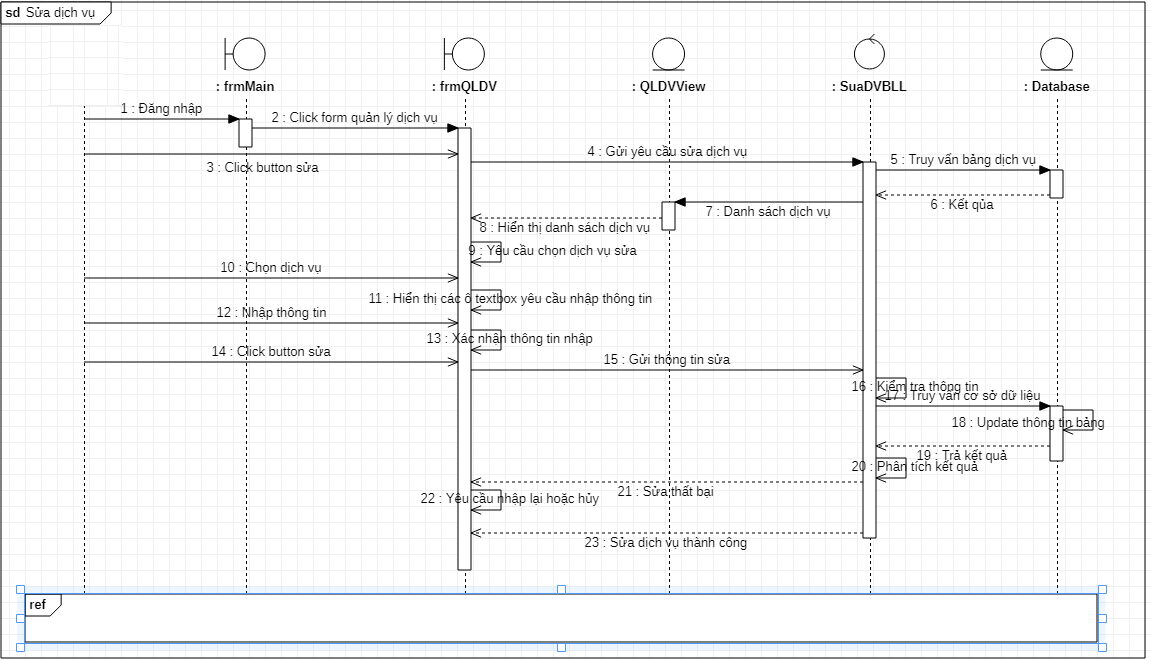 sd Sửa dịch vụ
: frmMain
: frmQLDV
: QLDVView
: SuaDVBLL
: Database
1 : Đăng nhập
2 : Click form quản lý dịch vụ
3 : Click button sửa
4 : Gửi yêu cầu sửa dịch vụ
5 : Truy vấn bảng dịch vụ
6 : Kết qủa
7 : Danh sách dịch vụ
8 : Hiển thị danh sách dịch vụ
9 : Yêu cầu chọn dịch vụ sửa
10 : Chọn dịch vụ
11 : Hiển thị các ô textbox yêu cầu nhập thông tin
12 : Nhập thông tin
13 : Xác nhận thông tin nhập
14 : Click button sửa
15 : Gửi thông tin sửa
16 : Kiểm tra thông tin
17 : Truy vấn cơ sở dữ liệu
18 : Update thông tin bảng
19 : Trả kết quả
20 : Phân tích kết quả
21 : Sửa thất bại
22 : Yêu cầu nhập lại hoặc hủy
23 : Sửa dịch vụ thành công
ref